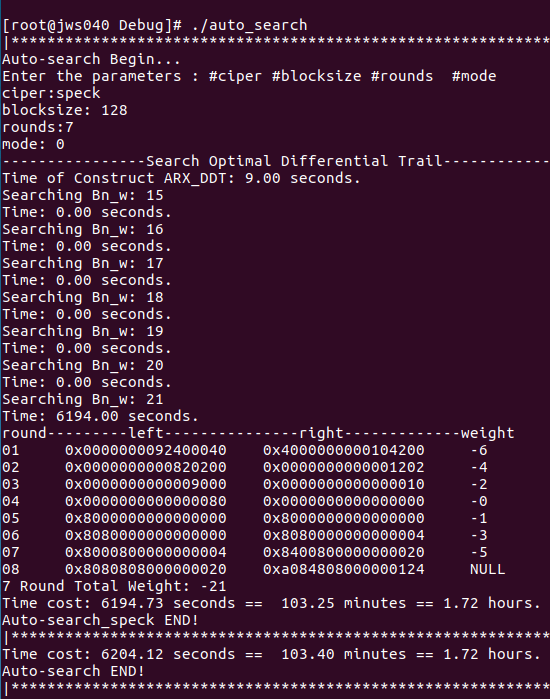 [root@jws040 Debug]# ./auto_search
|************************************************************
Auto-search Begin...
Enter the parameters : #ciper #blocksize #rounds  #mode
ciper:speck
blocksize: 128
rounds:7
mode: 0
----------------Search Optimal Differential Trail------------
Time of Construct ARX_DDT: 9.00 seconds.
Searching Bn_w: 15
Time: 0.00 seconds.
Searching Bn_w: 16
Time: 0.00 seconds.
Searching Bn_w: 17
Time: 0.00 seconds.
Searching Bn_w: 18
Time: 0.00 seconds.
Searching Bn_w: 19
Time: 0.00 seconds.
Searching Bn_w: 20
Time: 0.00 seconds.
Searching Bn_w: 21
Time: 6194.00 seconds.
round---------left---------------right-------------weight
01     0x0000000092400040    0x4000000000104200     -6
02     0x0000000000820200    0x0000000000001202     -4
03     0x0000000000009000    0x0000000000000010     -2
04     0x0000000000000080    0x0000000000000000     -0
05     0x8000000000000000    0x8000000000000000     -1
06     0x8080000000000000    0x8080000000000004     -3
07     0x8000800000000004    0x8400800000000020     -5
08     0x8080808000000020    0xa084808000000124     NULL
7 Round Total Weight: -21
Time cost: 6194.73 seconds ==  103.25 minutes == 1.72 hours.
Auto-search_speck END!
|************************************************************
Time cost: 6204.12 seconds ==  103.40 minutes == 1.72 hours.
Auto-search END!
|************************************************************